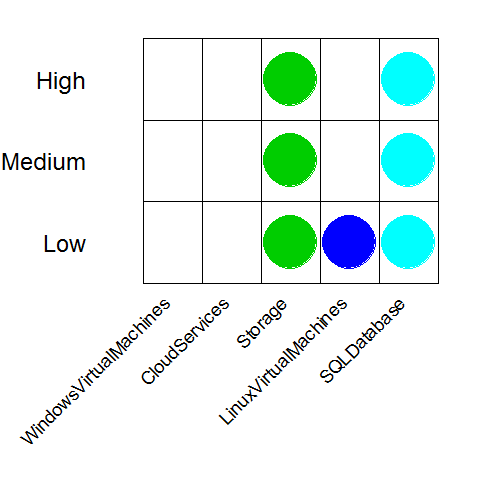 High
Medium
Low
WindowsVirtualMachines
CloudServices
Storage
LinuxVirtualMachines
SQLDatabase